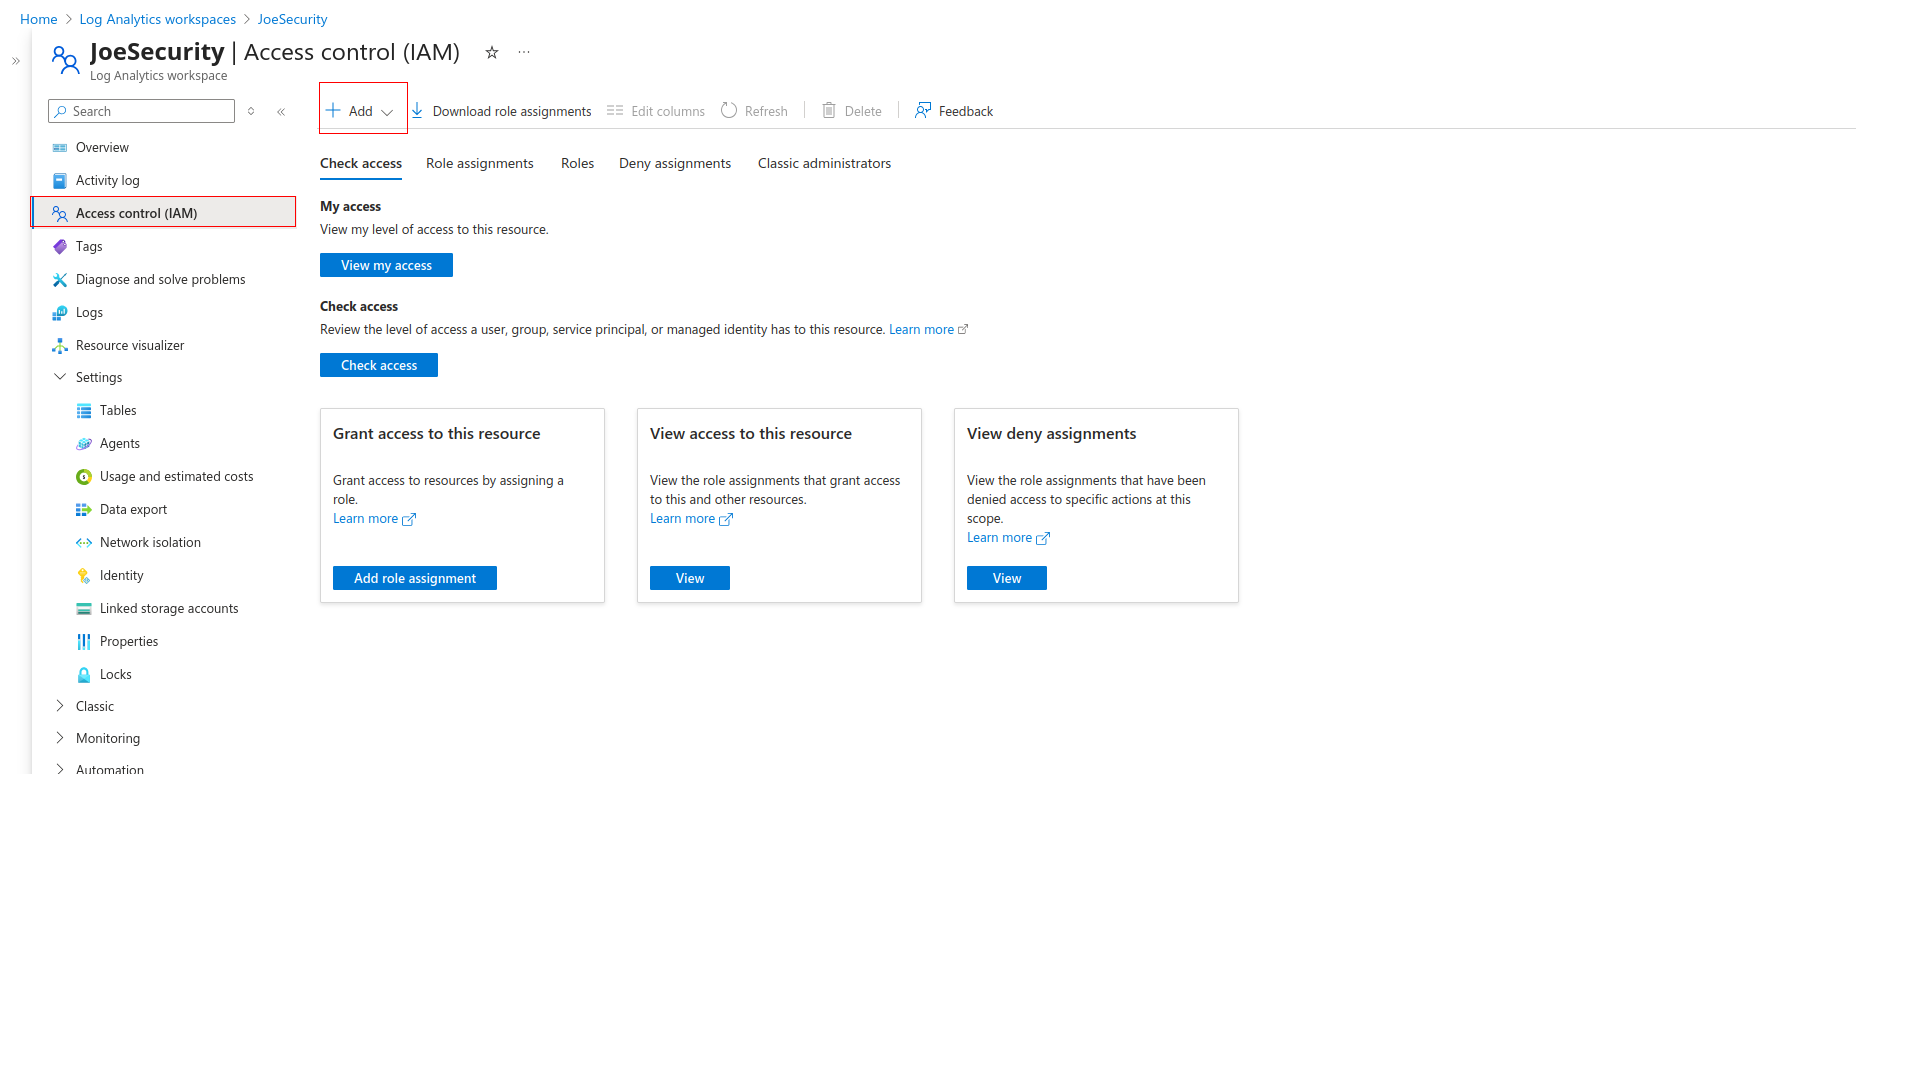 Home > Log Analytics workspaces > JoeSecurity
JoeSecurity | Access control (IAM)
Log Analytics workspace
Search
Overview
Activity log
Access control (IAM)
Tags
Diagnose and solve problems
Logs
Resource visualizer
Settings
Tables
Agents
Usage and estimated costs
Data export
Network isolation
Identity
Linked storage accounts
Properties
Locks
Classic
Monitoring
Automation
Add Download role assignments Edit columns Refresh Delete Feedback
Check access Role assignments Roles Deny assignments Classic administrators
My access
View my level of access to this resource.
View my access
Check access
Review the level of access a user, group, service principal, or managed identity has to this resource. Learn more
Check access
Grant access to this resource
Grant access to resources by assigning a
role.
Learn more
Add role assignment
View access to this resource
View the role assignments that grant access
to this and other resources.
Learn more
View
View deny assignments
View the role assignments that have been
denied access to specific actions at this
scope.
Learn more
View